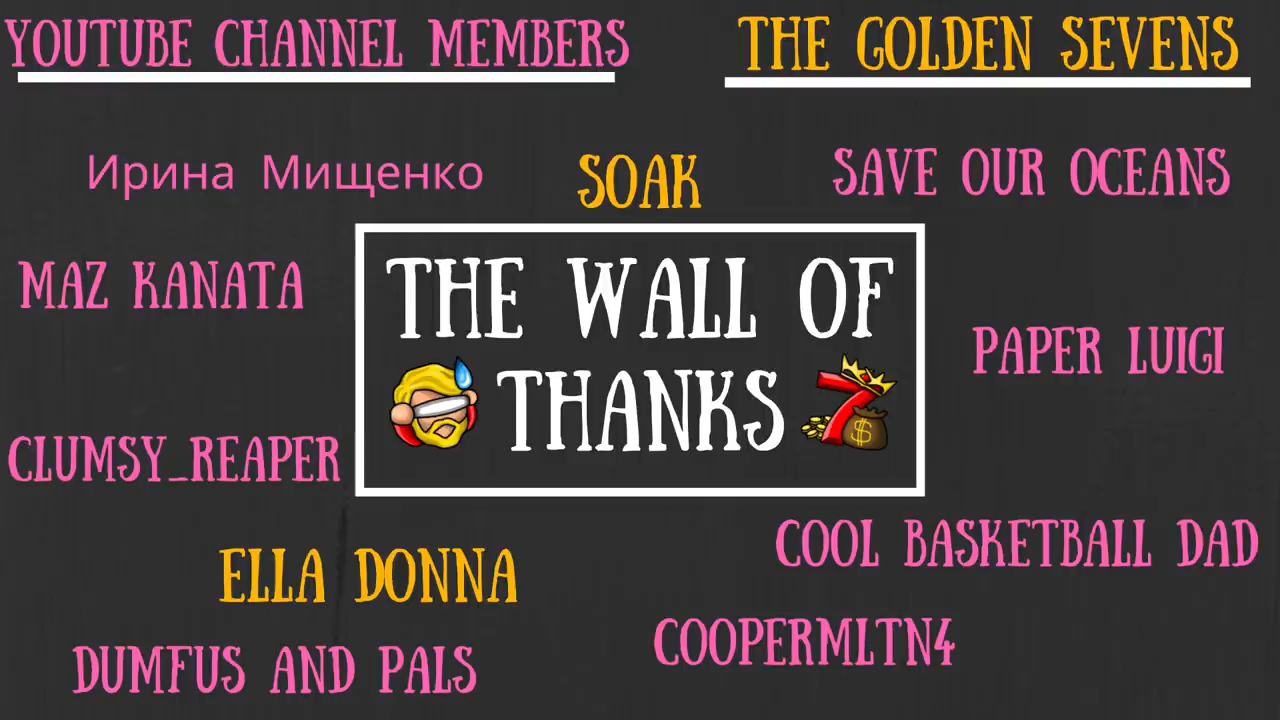 YOUTUBE CHANNEL MEMBERS
THE GOLDEN SEVENS
Ирина Мищенко
SOAK
SAVE OUR OCEANS
MAZ KANATA
THE WALL OF
THANKS
7
$
PAPER LUIGI
CLUMSY_REAPER
COOL BASKETBALL DAD
ELLA DONNA
COOPERMLTN4
DUMFUS AND PALS